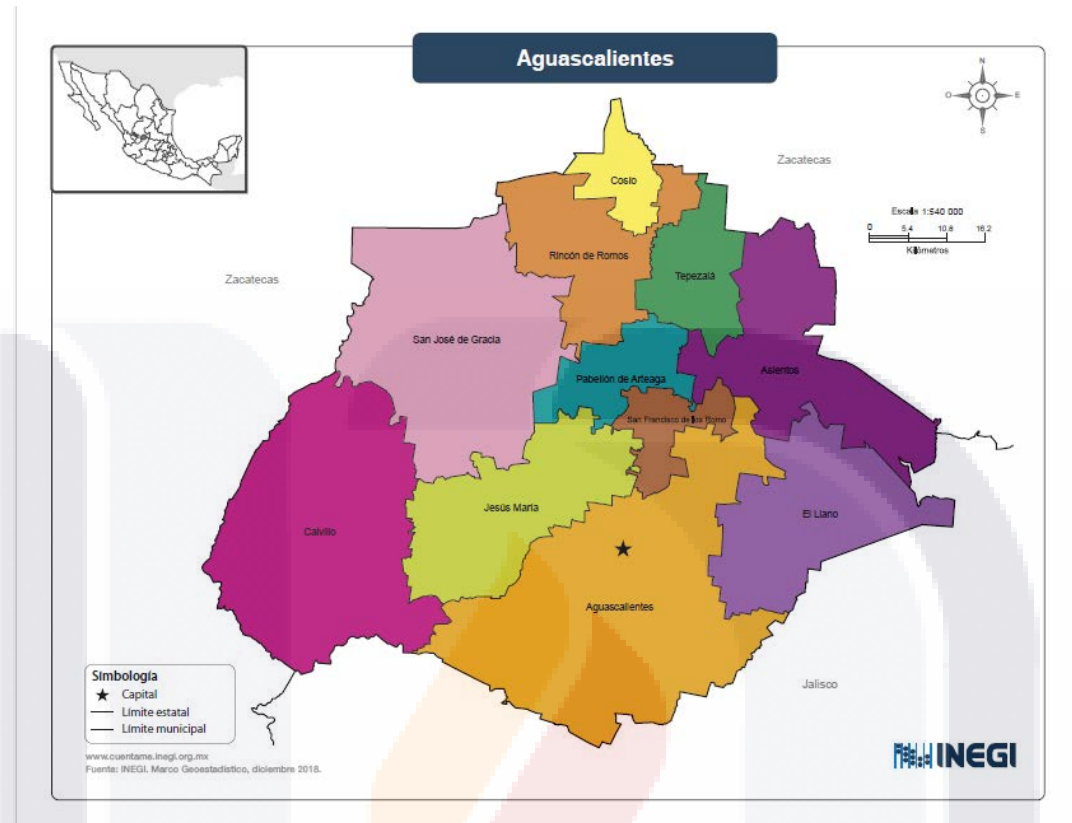 Aguascalientes
N
O
E
S
Zacatecas
Cosío
Escala 1:540 000
0 5.4 10.8 16.2
Kilómetros
Rincón de Romos
Tepezalá
Zacatecas
San José de Gracia
Asientos
Pabellón de Arteaga
San Francisco de los Romo
Jesús María
El Llano
Calvillo
Aguascalientes
Simbología
Capital
Límite estatal
Límite municipal
Jalisco
www.cuentame.inegi.org.mx
Fuente: INEGI. Marco Geoestadístico, diciembre 2018.
INEGI